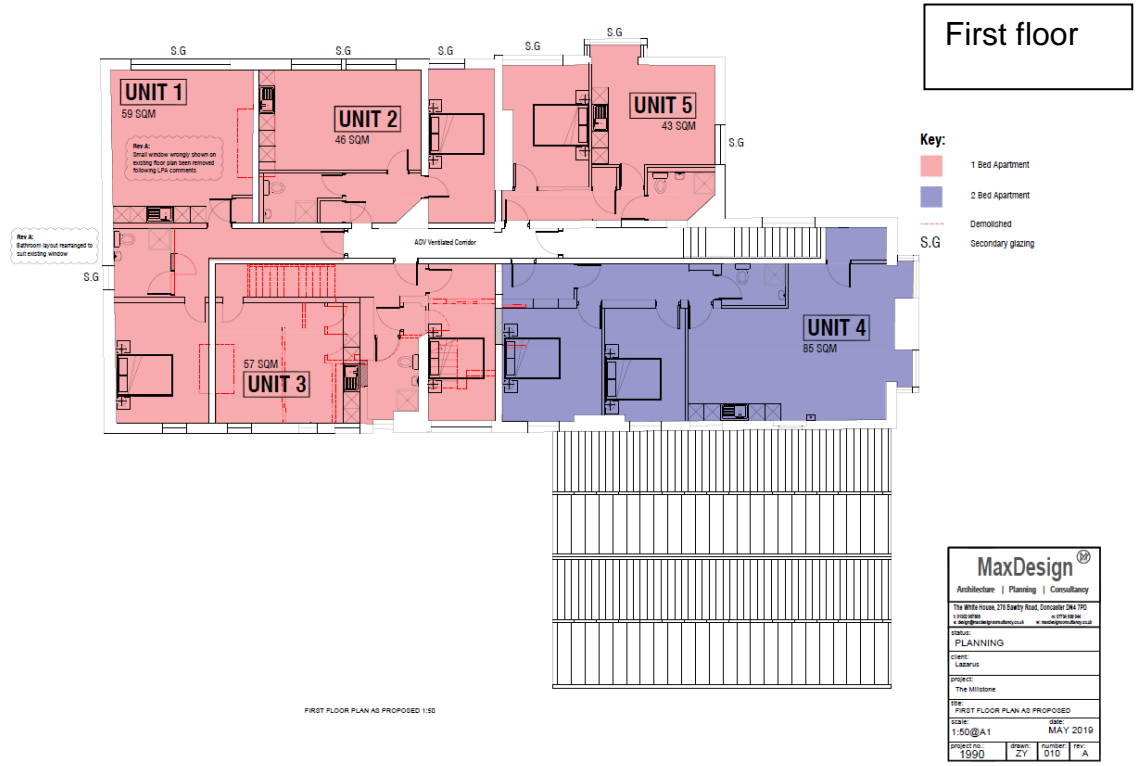 First floor
S.G
S.G
S.G
S.G
S.G
UNIT 1
59 SQM
UNIT 2
46 SQM
UNIT 5
43 SQM
S.G
Rev A:
Small window wrongly shown on
existing floor plan been removed
following LPA comments
Key:
1 Bed Apartment
2 Bed Apartment
Demolished
S.G
Secondary glazing
Rev A:
Bathroom layout rearranged to
suit existing window
AOV Ventilated Corridor
S.G
57 SQM
UNIT 3
UNIT 4
85 SQM
FIRST FLOOR PLAN AS PROPOSED 1:50
MaxDesign
Architecture | Planning | Consultancy
The White House, 278 Bawtry Road, Doncaster DN4 7PD
status:
PLANNING
client:
Lazarus
project:
The Millstone
title:
FIRST FLOOR PLAN AS PROPOSED
scale: date:
1:50@A1 MAY 2019
project no.: drawn: number: rev:
1990 ZY 010 A